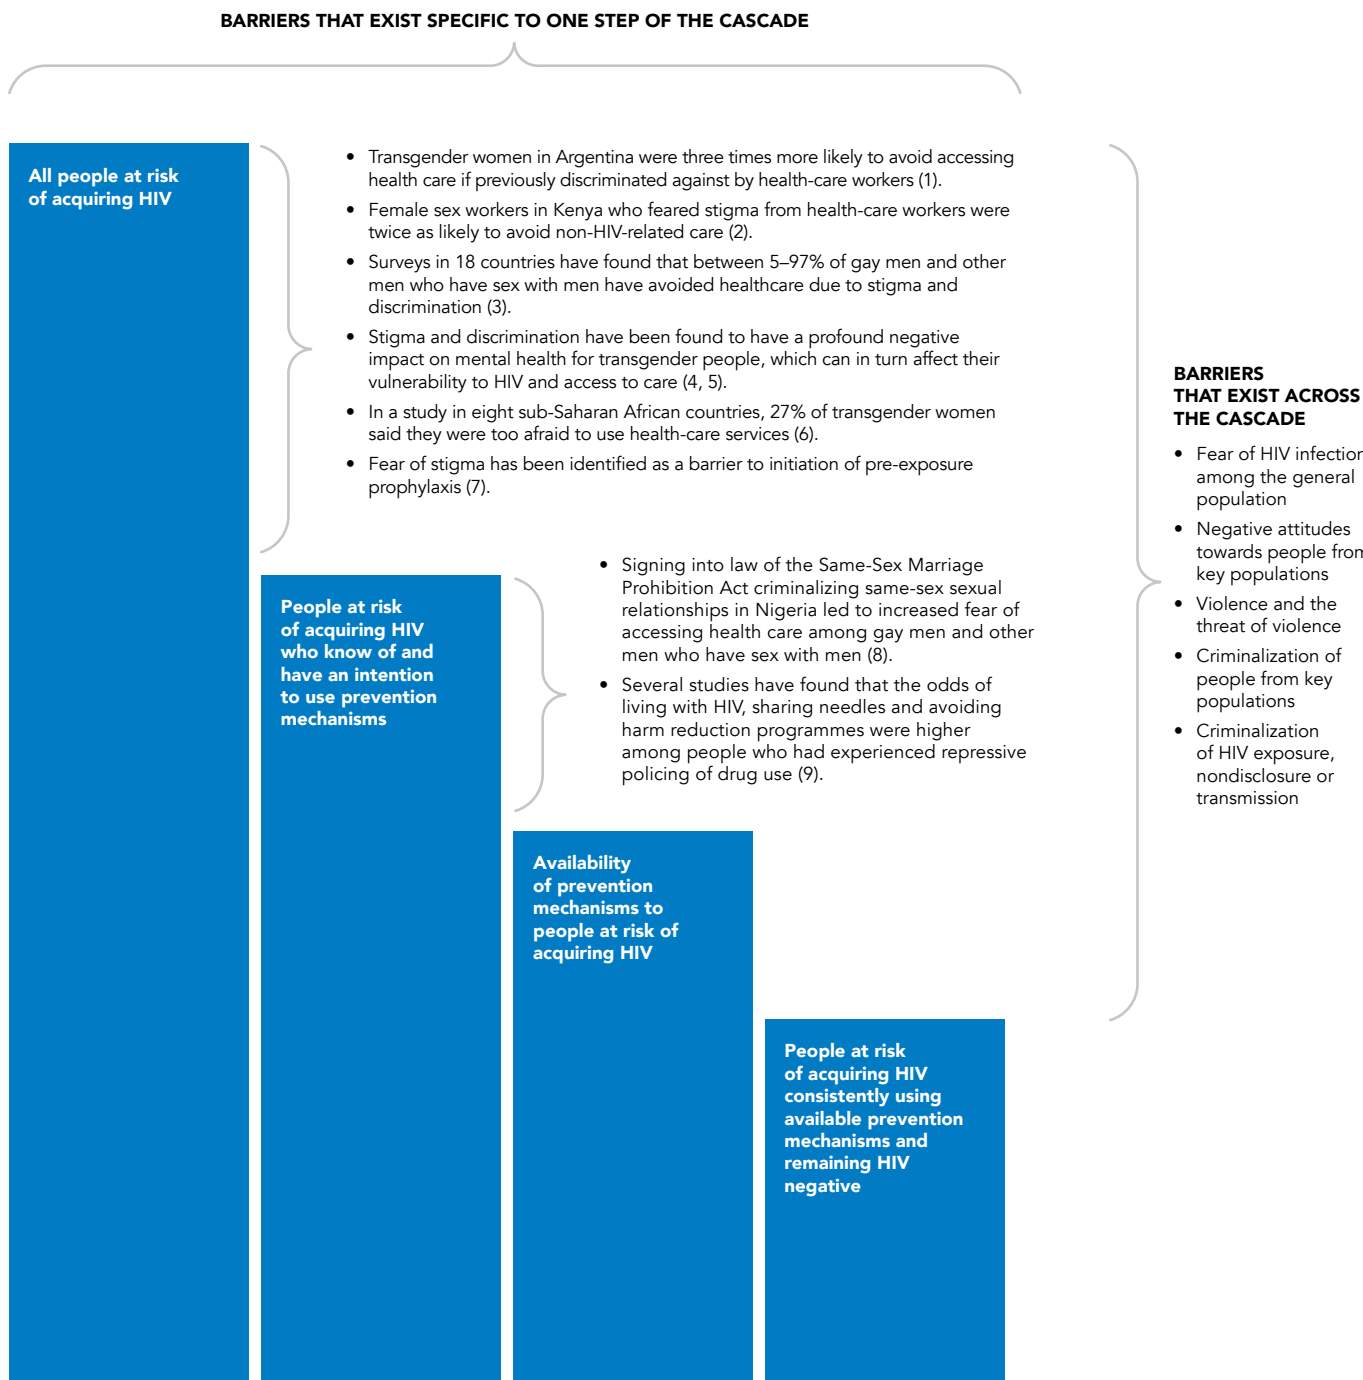 BARRIERS THAT EXIST SPECIFIC TO ONE STEP OF THE CASCADE
All people at risk
of acquiring HIV
• Transgender women in Argentina were three times more likely to avoid accessing
health care if previously discriminated against by health-care workers (1).
• Female sex workers in Kenya who feared stigma from health-care workers were
twice as likely to avoid non-HIV-related care (2).
• Surveys in 18 countries have found that between 5–97% of gay men and other
men who have sex with men have avoided healthcare due to stigma and
discrimination (3).
• Stigma and discrimination have been found to have a profound negative
impact on mental health for transgender people, which can in turn affect their
vulnerability to HIV and access to care (4, 5).
• In a study in eight sub-Saharan African countries, 27% of transgender women
said they were too afraid to use health-care services (6).
• Fear of stigma has been identified as a barrier to initiation of pre-exposure
prophylaxis (7).
People at risk
of acquiring HIV
who know of and
have an intention
to use prevention
mechanisms
• Signing into law of the Same-Sex Marriage
Prohibition Act criminalizing same-sex sexual
relationships in Nigeria led to increased fear of
accessing health care among gay men and other
men who have sex with men (8).
• Several studies have found that the odds of
living with HIV, sharing needles and avoiding
harm reduction programmes were higher
among people who had experienced repressive
policing of drug use (9).
Availability
of prevention
mechanisms to
people at risk of
acquiring HIV
People at risk
of acquiring HIV
consistently using
available prevention
mechanisms and
remaining HIV
negative
BARRIERS
THAT EXIST ACROSS
THE CASCADE
• Fear of HIV infection
among the general
population
• Negative attitudes
towards people from
key populations
• Violence and the
threat of violence
• Criminalization of
people from key
populations
• Criminalization
of HIV exposure,
nondisclosure or
transmission